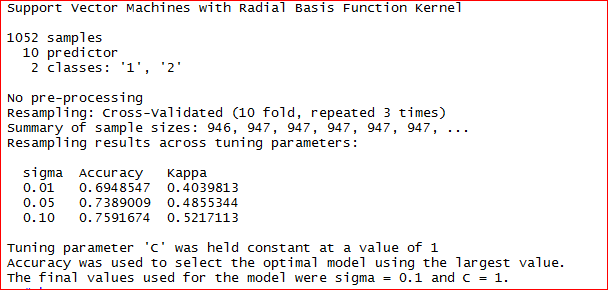 Support Vector Machines with Radial Basis Function Kernel
1052 samples
10 predictor
2 classes: '1', '2'
No pre-processing
Resampling: Cross-Validated (10 fold, repeated 3 times)
Summary of sample sizes: 946, 947, 947, 947, 947, 947, ...
Resampling results across tuning parameters:
sigma Accuracy Kappa
0.01 0.6948547 0.4039813
0.05 0.7389009 0.4855344
0.10 0.7591674 0.5217113
Tuning parameter 'C' was held constant at a value of 1
Accuracy was used to select the optimal model using the largest value.
The final values used for the model were sigma = 0.1 and C = 1.